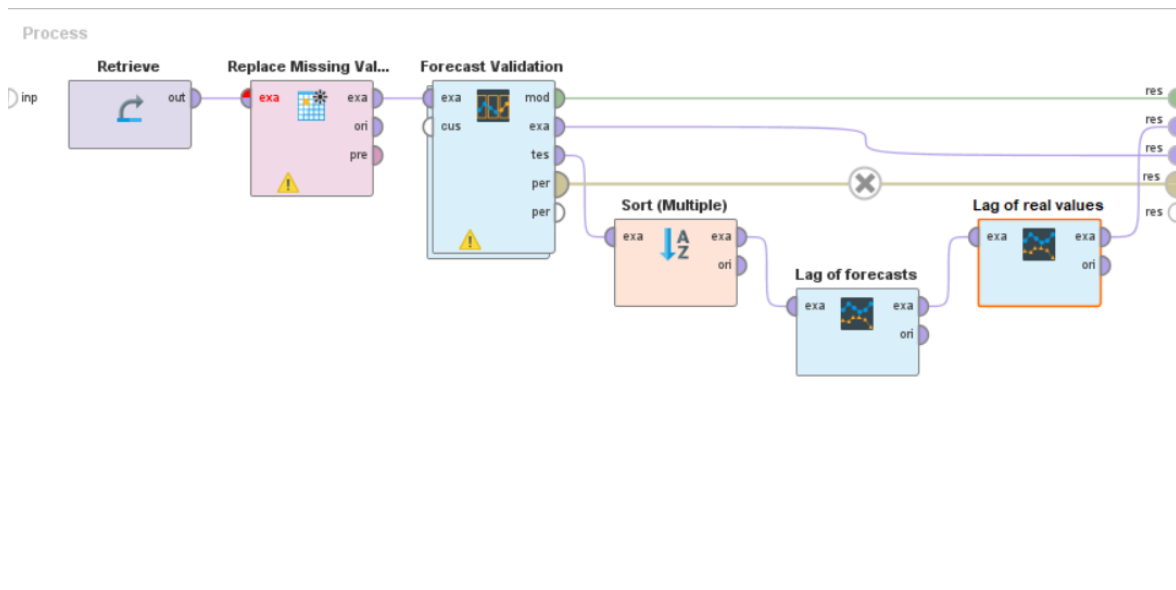 Process
Retrieve
Replace Missing Val...
Forecast Validation
inp
out
exa
exa
ori
pre
exa
cus
mod
exa
tes
per
per
res
res
res
res
res
Sort (Multiple)
exa
exa
ori
A
Z
Lag of forecasts
exa
exa
ori
Lag of real values
exa
exa
ori